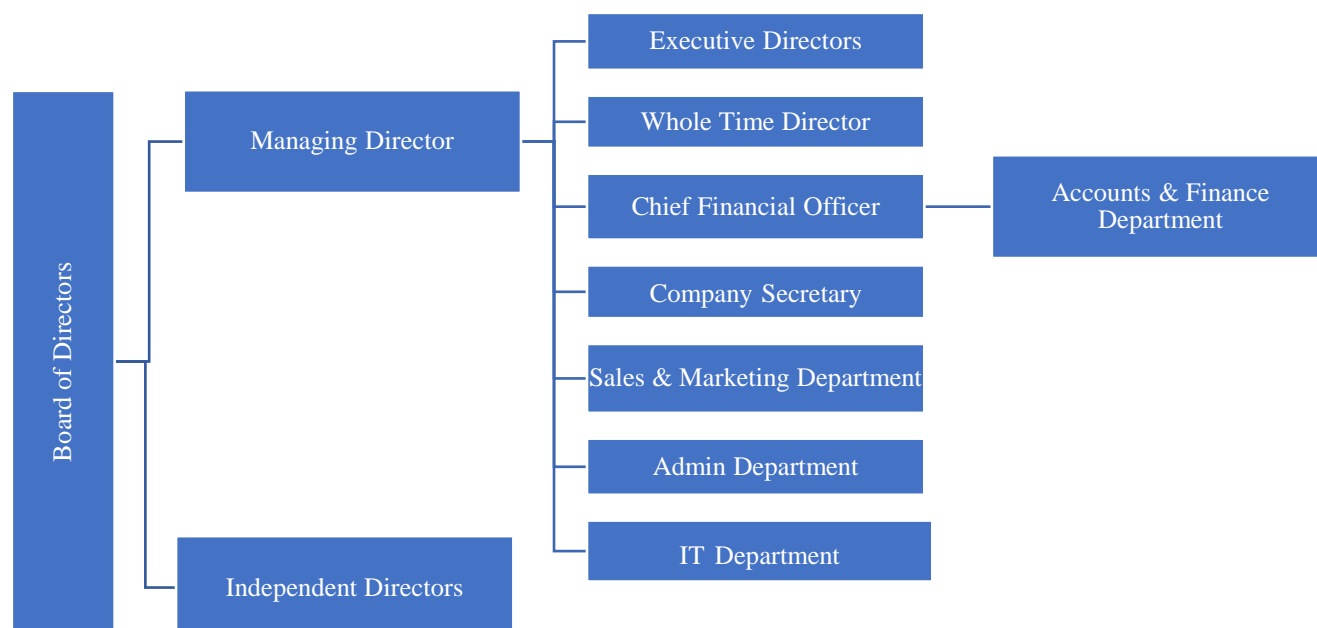 Board of Directors
Managing Director
Independent Directors
Executive Directors
Whole Time Director
Chief Financial Officer
Company Secretary
Sales & Marketing Department
Admin Department
IT Department
Accounts & Finance
Department